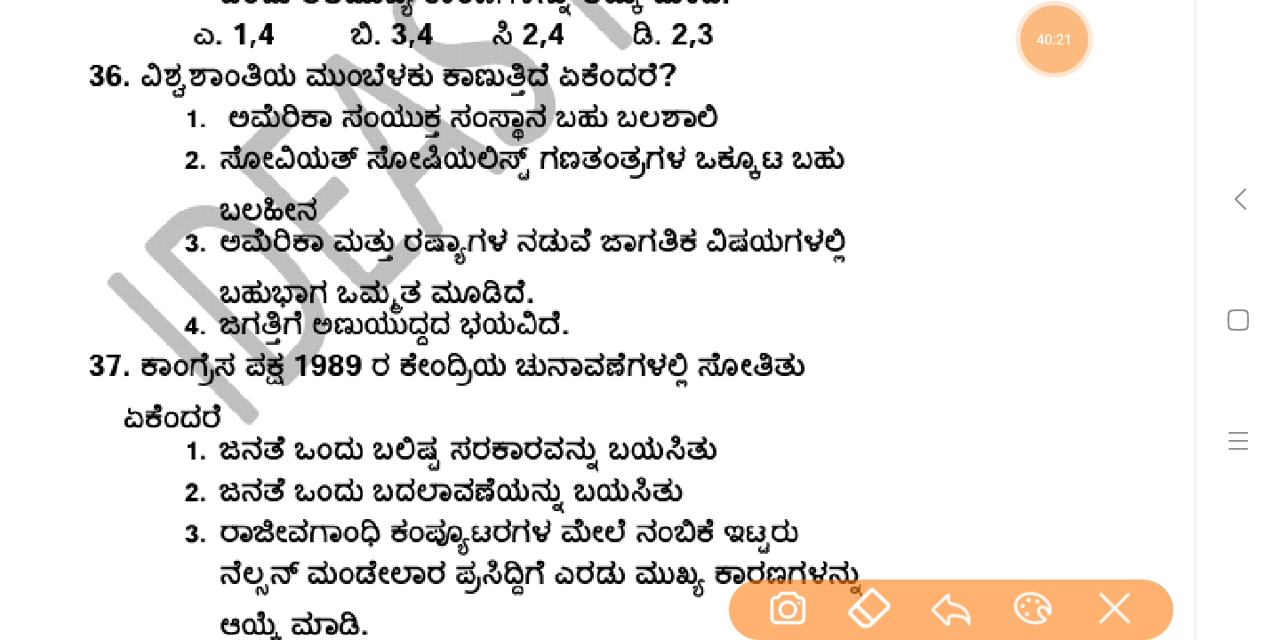 ಎ. 1,4 ಬಿ. 3,4 ಸಿ 2,4 ಡಿ. 2,3
40:21
36. ವಿಶ್ವಶಾಂತಿಯ ಮುಂಬೆಳಕು ಕಾಣುತ್ತಿದೆ ಏಕೆಂದರೆ?
1. ಅಮೆರಿಕಾ ಸಂಯುಕ್ತ ಸಂಸ್ಥಾನ ಬಹು ಬಲಶಾಲಿ
2. ಸೋವಿಯತ್ ಸೋಷಿಯಲಿಸ್ಟ್ ಗಣತಂತ್ರಗಳ ಒಕ್ಕೂಟ ಬಹು
ಬಲಹೀನ
3. ಅಮೆರಿಕಾ ಮತ್ತು ರಷ್ಯಾಗಳ ನಡುವೆ ಜಾಗತಿಕ ವಿಷಯಗಳಲ್ಲಿ
ಬಹುಭಾಗ ಒಮ್ಮತ ಮೂಡಿದೆ.
4. ಜಗತ್ತಿಗೆ ಅಣುಯುದ್ದದ ಭಯವಿದೆ.
37. ಕಾಂಗ್ರೆಸ ಪಕ್ಷ 1989 ರ ಕೇಂದ್ರಿಯ ಚುನಾವಣೆಗಳಲ್ಲಿ ಸೋತಿತು
ಏಕೆಂದರೆ
1. ಜನತೆ ಒಂದು ಬಲಿಷ್ಟ ಸರಕಾರವನ್ನು ಬಯಸಿತು
2. ಜನತೆ ಒಂದು ಬದಲಾವಣೆಯನ್ನು ಬಯಸಿತು
3. ರಾಜೀವಗಾಂಧಿ ಕಂಪ್ಯೂಟರಗಳ ಮೇಲೆ ನಂಬಿಕೆ ಇಟ್ಟರು
ನೆಲ್ಸನ್ ಮಂಡೇಲಾರ ಪ್ರಸಿದ್ದಿಗೆ ಎರಡು ಮುಖ್ಯ ಕಾರಣಗಳನ್ನು
ಆಯ್ಕೆ ಮಾಡಿ.
IDEAS